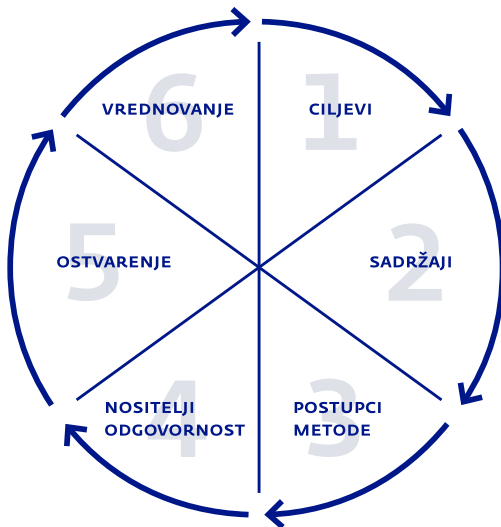 1
CILJEVI
2
SADRŽAJI
3
POSTUPCI
METODE
4
NOSITELJI
ODGOVORNOST
5
OSTVARENJE
6
VREDNOVANJE